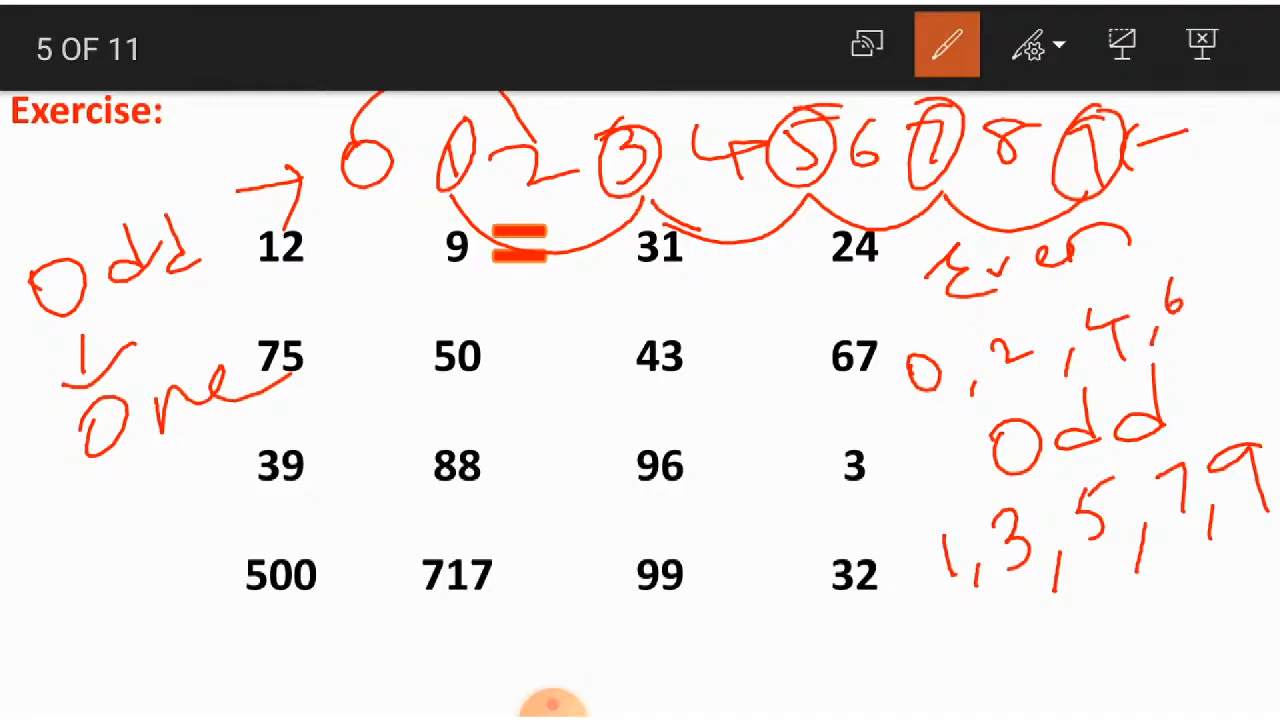 5 OF 11
Exercise:
0 1 2 3 4 5 6 7 8 9
Odd
12 9 = 31 24
Even
0, 2, 4, 6
1
75 50 43 67
One
Odd
39 88 96 3
1, 3, 5, 7, 9
500 717 99 32